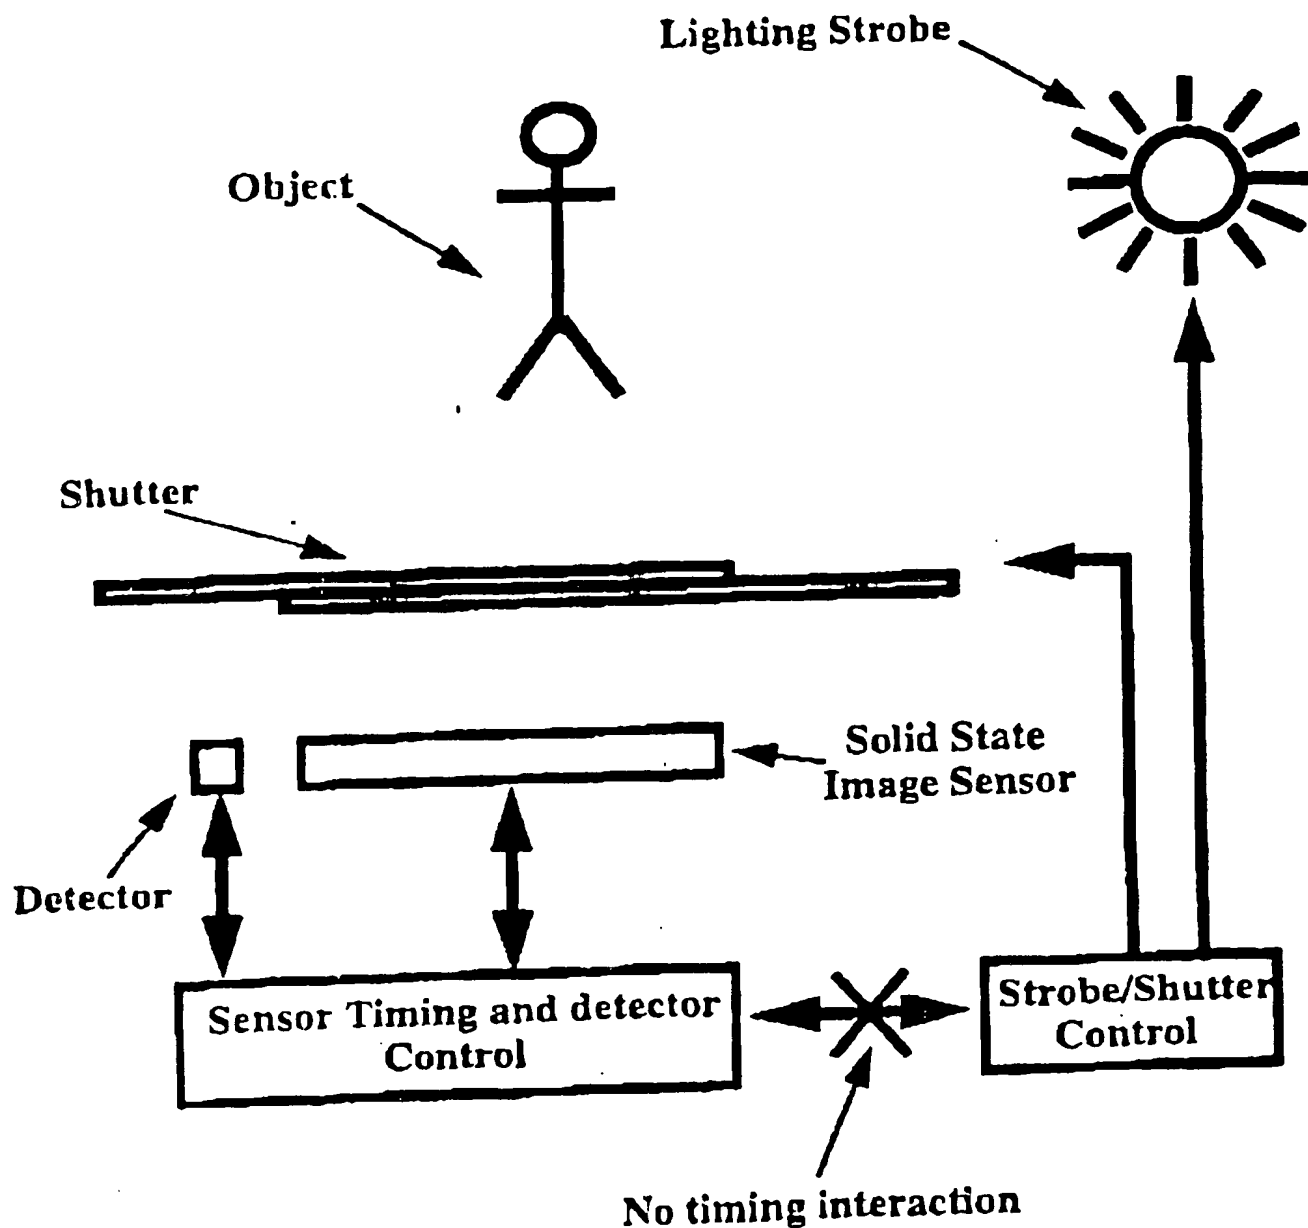 Lighting Strobe
Object
Shutter
Solid State
Image Sensor
Detector
Sensor Timing and detector
Control
Strobe/Shutter
Control
No timing interaction